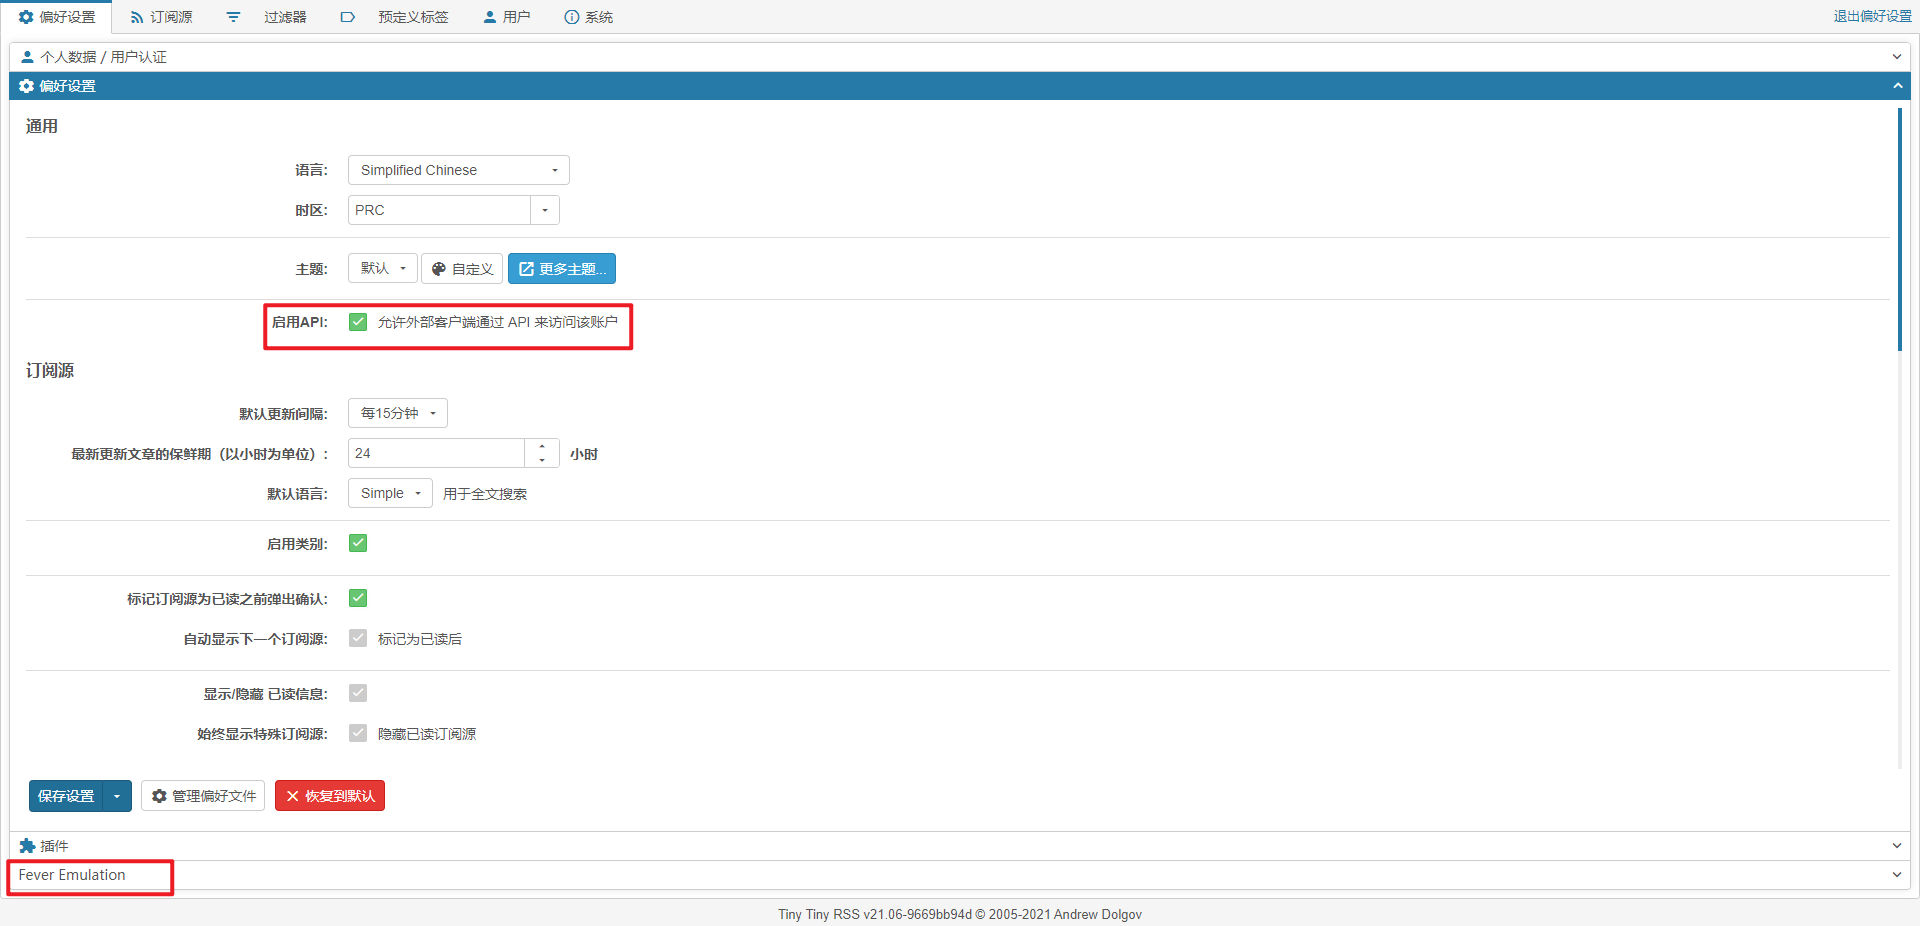 偏好设置 订阅源 过滤器 预定义标签 用户 系统 退出偏好设置
个人数据 / 用户认证
偏好设置
通用
语言: Simplified Chinese
时区: PRC
主题: 默认 自定义 更多主题...
启用API: 允许外部客户端通过 API 来访问该账户
订阅源
默认更新间隔: 每15分钟
最新更新文章的保鲜期（以小时为单位）: 24 小时
默认语言: Simple 用于全文搜索
启用类别:
标记订阅源为已读之前弹出确认:
自动显示下一个订阅源: 标记为已读后
显示/隐藏 已读信息:
始终显示特殊订阅源: 隐藏已读订阅源
保存设置 管理偏好文件 恢复到默认
插件
Fever Emulation
Tiny Tiny RSS v21.06-9669bb94d © 2005-2021 Andrew Dolgov